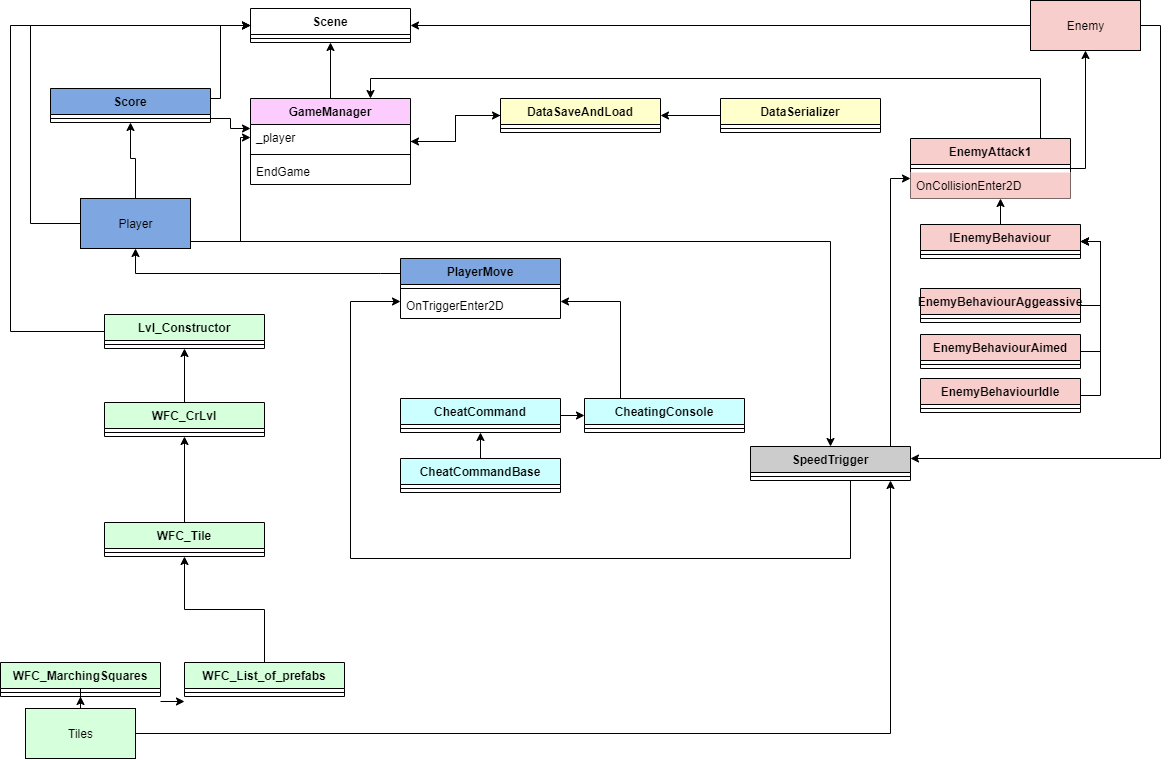 Scene
Enemy
Score
GameManager
_player
EndGame
DataSaveAndLoad
DataSerializer
EnemyAttack1
OnCollisionEnter2D
Player
IEnemyBehaviour
PlayerMove
OnTriggerEnter2D
EnemyBehaviourAggeassive
Lvl_Constructor
EnemyBehaviourAimed
EnemyBehaviourIdle
WFC_CrLvl
CheatCommand
CheatingConsole
CheatCommandBase
SpeedTrigger
WFC_Tile
WFC_MarchingSquares
WFC_List_of_prefabs
Tiles